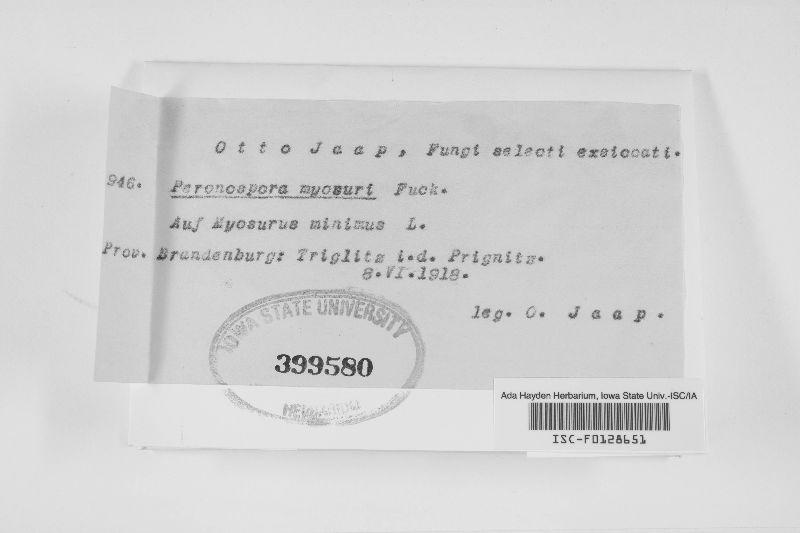 Otto Jaap, Fungi selecti exsiccati.
946. Peronospora myosuri Fuck.
Auf Myosurus minimus L.
Prov. Brandenburg: Triglitz i.d. Prignitz.
8.VI.1918.
leg. O. Jaap.
IOWA STATE UNIVERSITY
399580
HERBARIUM
Ada Hayden Herbarium, Iowa State Univ.-ISC/IA
ISC-F0128651